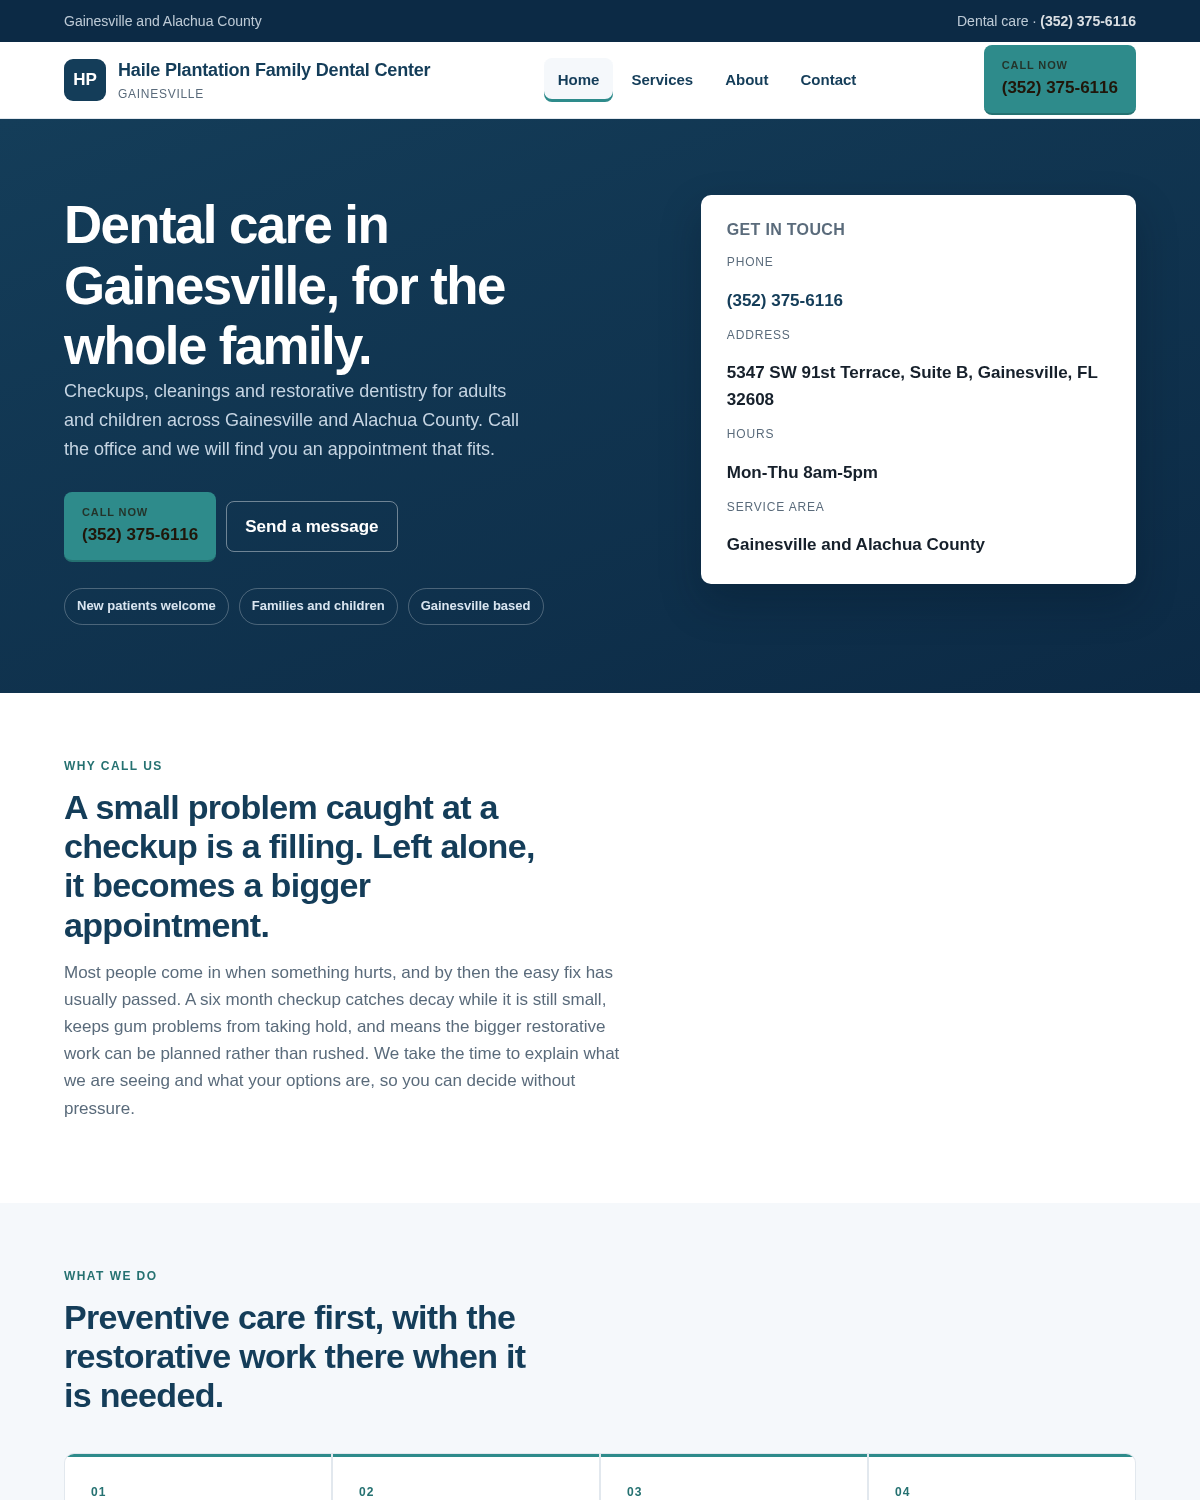 Gainesville and Alachua County
Dental care · (352) 375-6116
HP
Haile Plantation Family Dental Center
GAINESVILLE
Home
Services
About
Contact
CALL NOW
(352) 375-6116
Dental care in
Gainesville, for the
whole family.
Checkups, cleanings and restorative dentistry for adults
and children across Gainesville and Alachua County. Call
the office and we will find you an appointment that fits.
CALL NOW
(352) 375-6116
Send a message
New patients welcome
Families and children
Gainesville based
GET IN TOUCH
PHONE
(352) 375-6116
ADDRESS
5347 SW 91st Terrace, Suite B, Gainesville, FL
32608
HOURS
Mon-Thu 8am-5pm
SERVICE AREA
Gainesville and Alachua County
WHY CALL US
A small problem caught at a
checkup is a filling. Left alone,
it becomes a bigger
appointment.
Most people come in when something hurts, and by then the easy fix has
usually passed. A six month checkup catches decay while it is still small,
keeps gum problems from taking hold, and means the bigger restorative
work can be planned rather than rushed. We take the time to explain what
we are seeing and what your options are, so you can decide without
pressure.
WHAT WE DO
Preventive care first, with the
restorative work there when it
is needed.
01
02
03
04